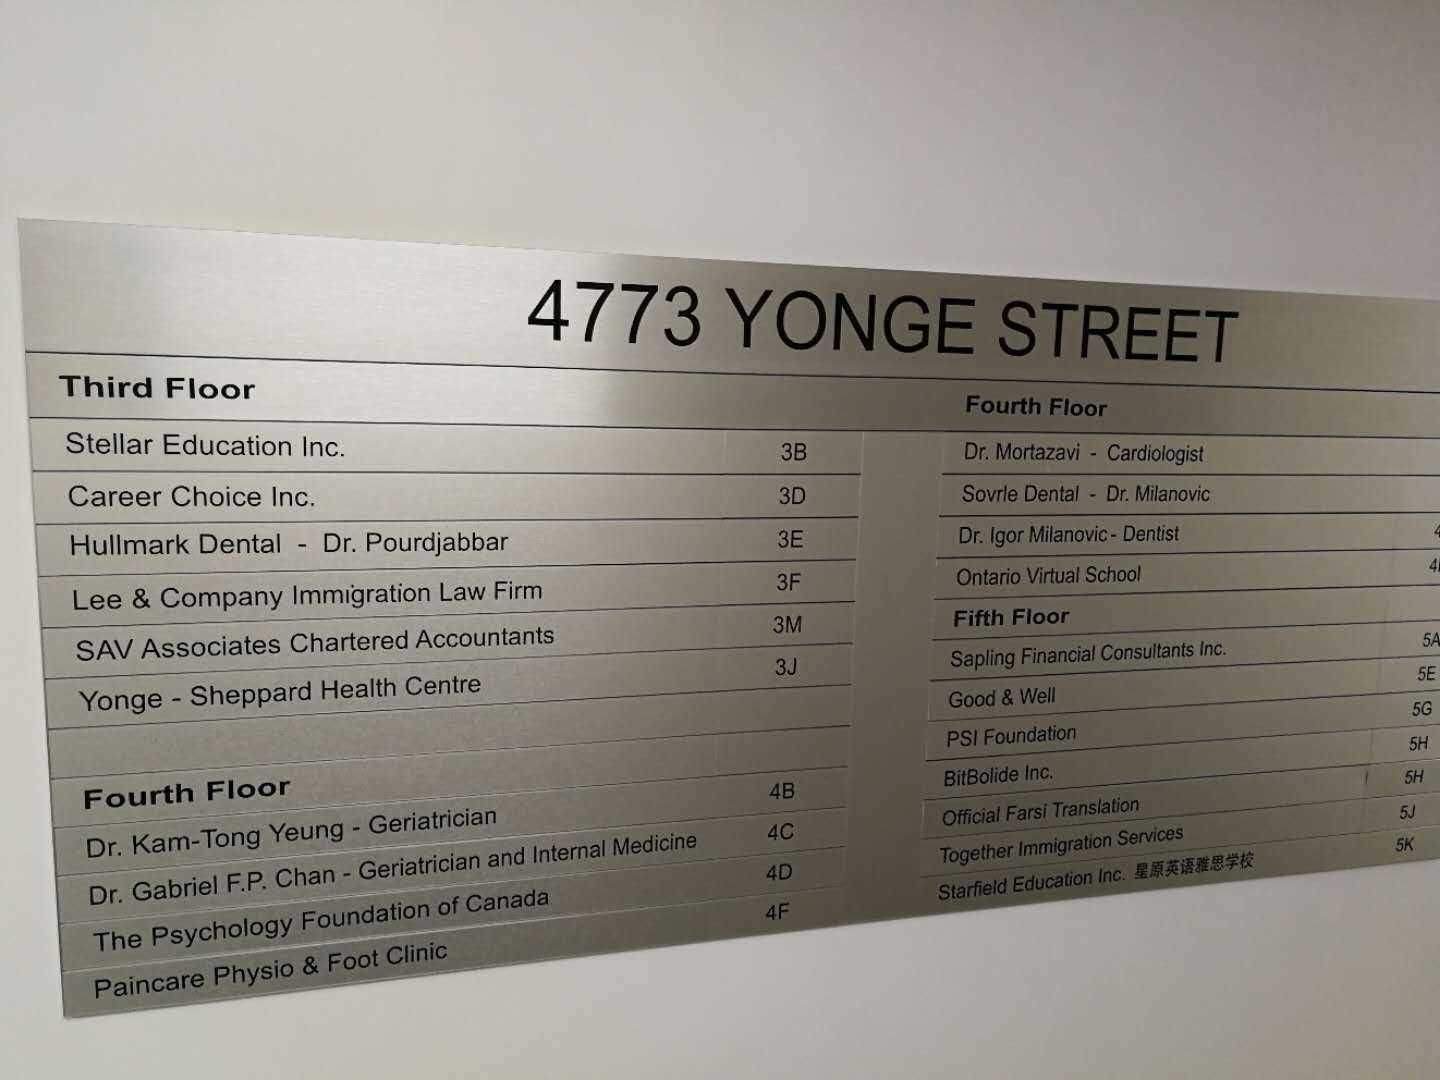 4773 YONGE STREET
Third Floor
Stellar Education Inc. 3B
Career Choice Inc. 3D
Hullmark Dental - Dr. Pourdjabbar 3E
Lee & Company Immigration Law Firm 3F
SAV Associates Chartered Accountants 3M
Yonge - Sheppard Health Centre 3J
Fourth Floor
Dr. Kam-Tong Yeung - Geriatrician 4B
Dr. Gabriel F.P. Chan - Geriatrician and Internal Medicine 4C
The Psychology Foundation of Canada 4D
Paincare Physio & Foot Clinic 4F
Fourth Floor
Dr. Mortazavi - Cardiologist
Sovrle Dental - Dr. Milanovic
Dr. Igor Milanovic - Dentist
Ontario Virtual School
Fifth Floor
Sapling Financial Consultants Inc. 5A
Good & Well 5E
PSI Foundation 5G
BitBolide Inc. 5H
Official Farsi Translation 5H
Together Immigration Services 5J
Starfield Education Inc. 星原英语雅思学校 5K